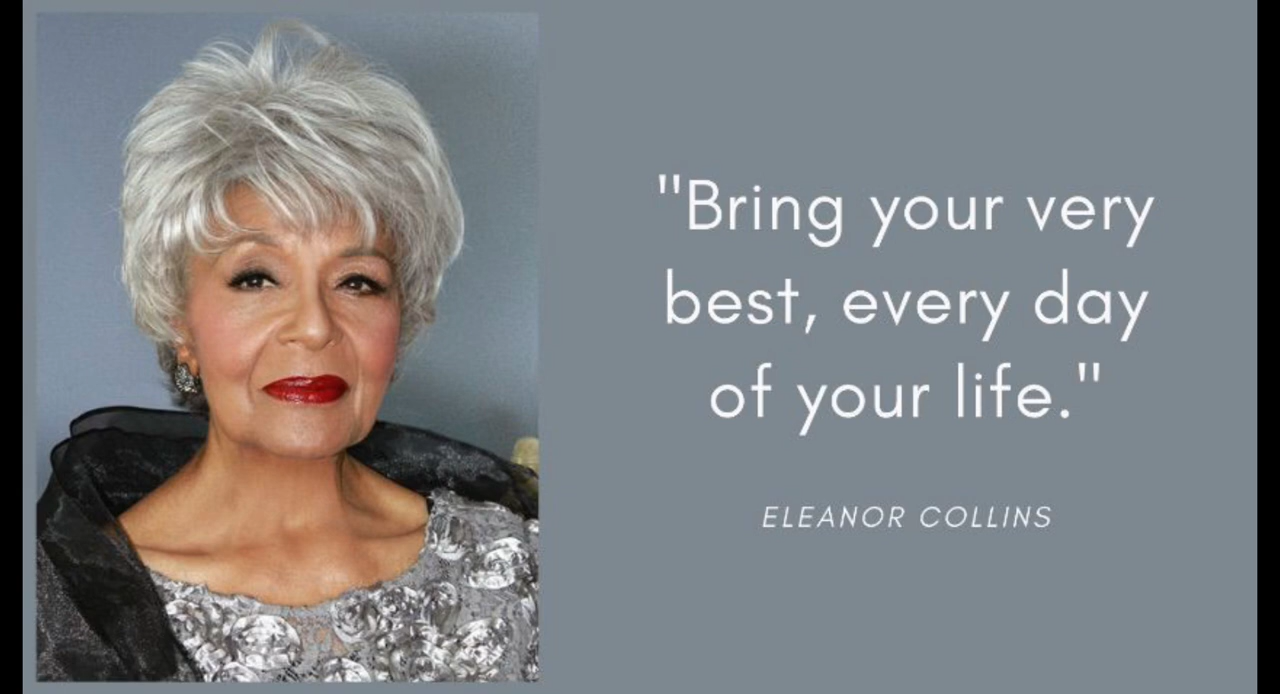 "Bring your very
best, every day
of your life."
ELEANOR COLLINS